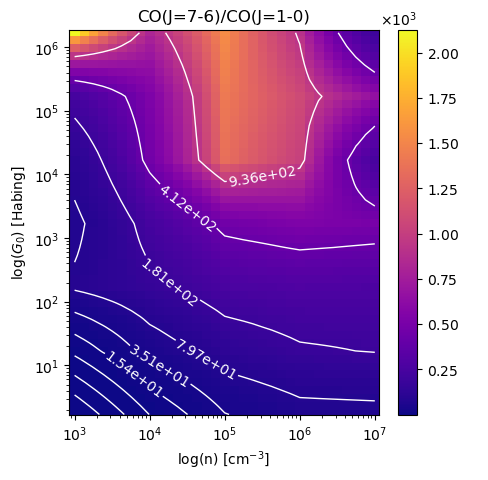 CO(J=7-6)/CO(J=1-0)
×10³
10⁶
10⁵
10⁴
10³
10²
10¹
log(G₀) [Habing]
9.36e+02
4.12e+02
1.81e+02
7.97e+01
3.51e+01
1.54e+01
10³ 10⁴ 10⁵ 10⁶ 10⁷
log(n) [cm⁻³]
2.00
1.75
1.50
1.25
1.00
0.75
0.50
0.25